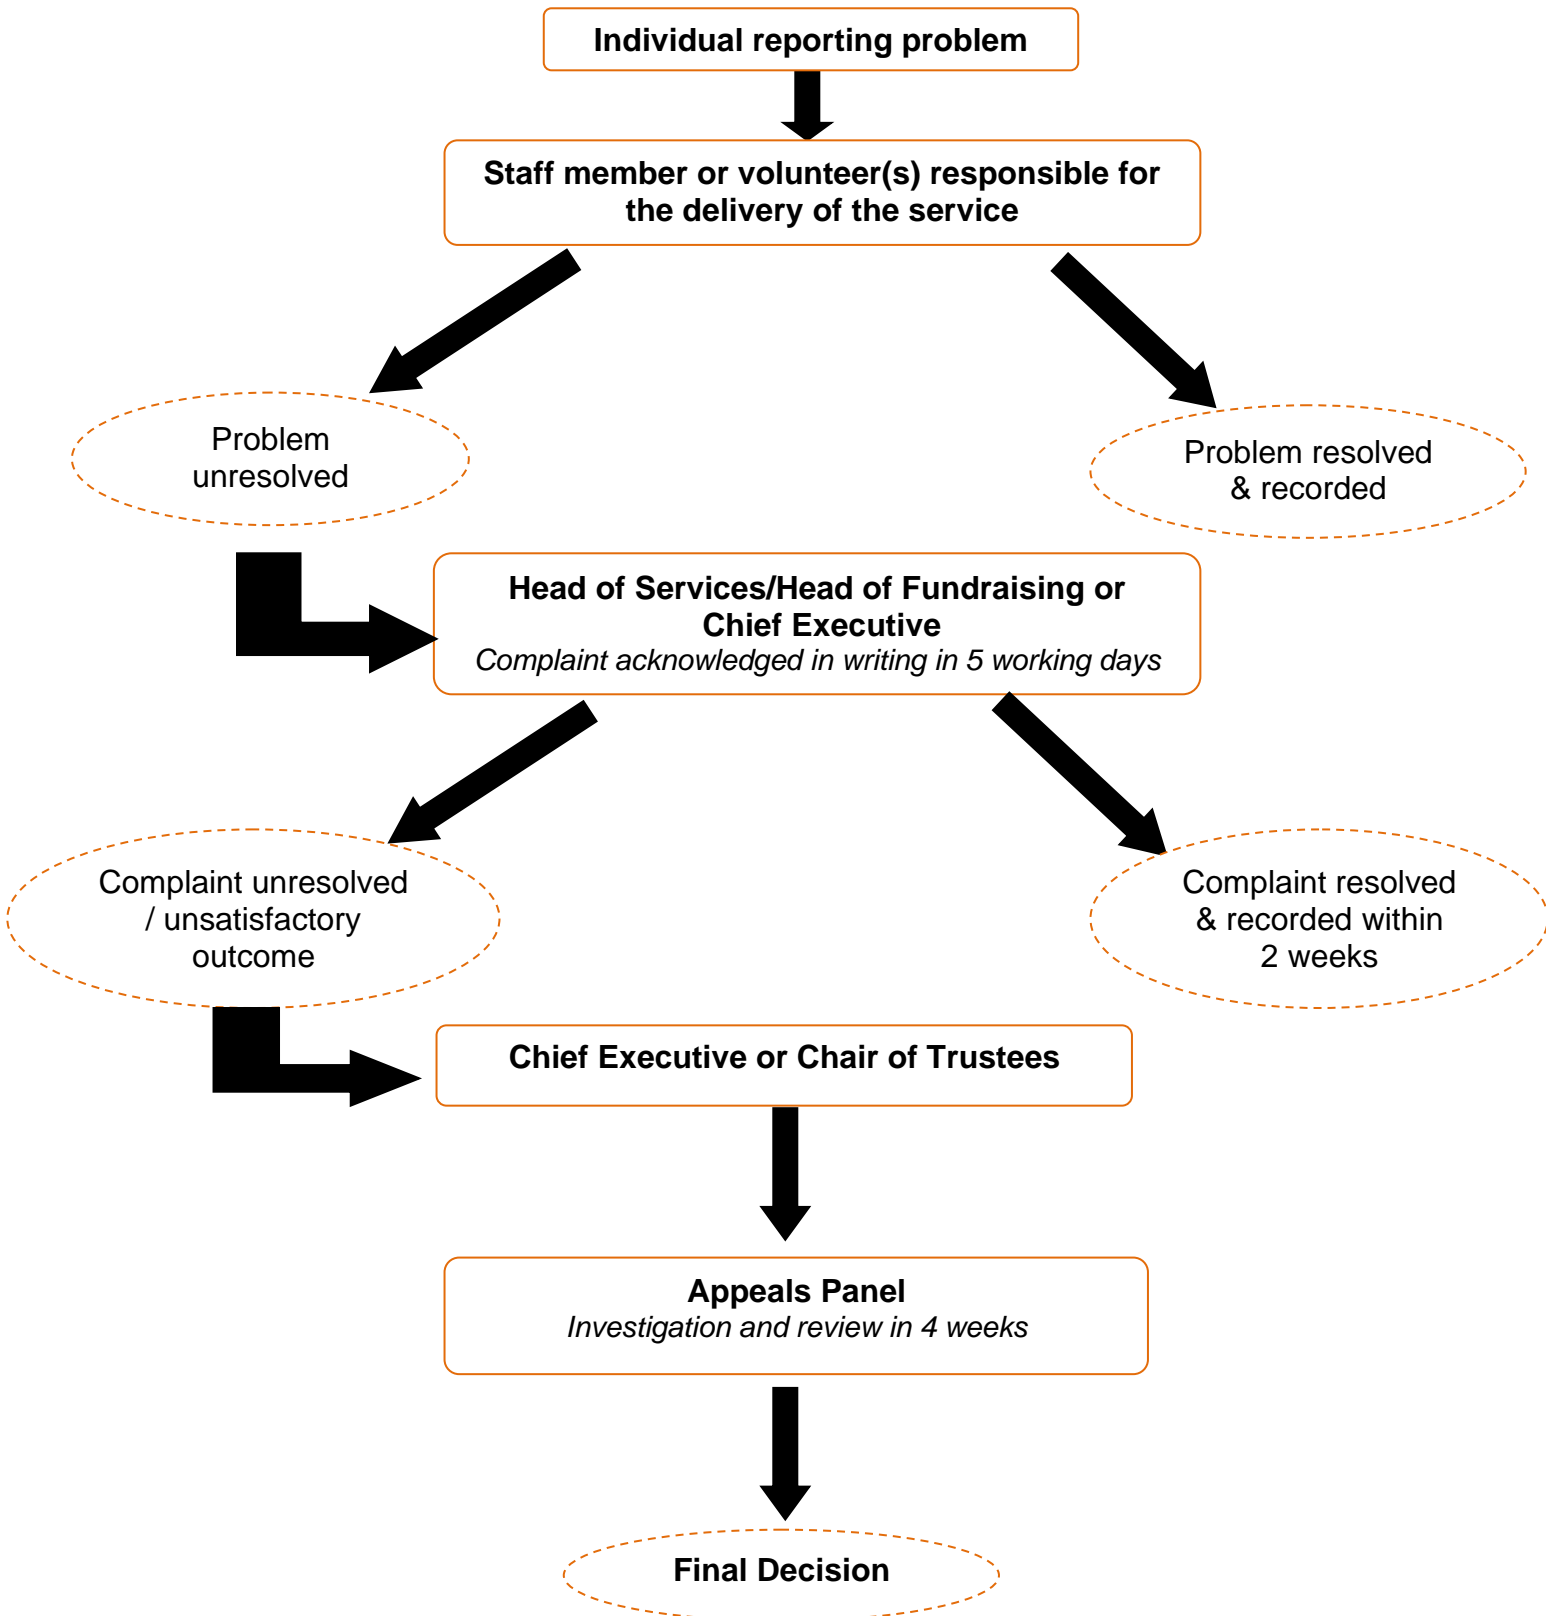 Individual reporting problem
Staff member or volunteer(s) responsible for
the delivery of the service
Problem
unresolved
Problem resolved
& recorded
Head of Services/Head of Fundraising or
Chief Executive
Complaint acknowledged in writing in 5 working days
Complaint unresolved
/ unsatisfactory
outcome
Complaint resolved
& recorded within
2 weeks
Chief Executive or Chair of Trustees
Appeals Panel
Investigation and review in 4 weeks
Final Decision